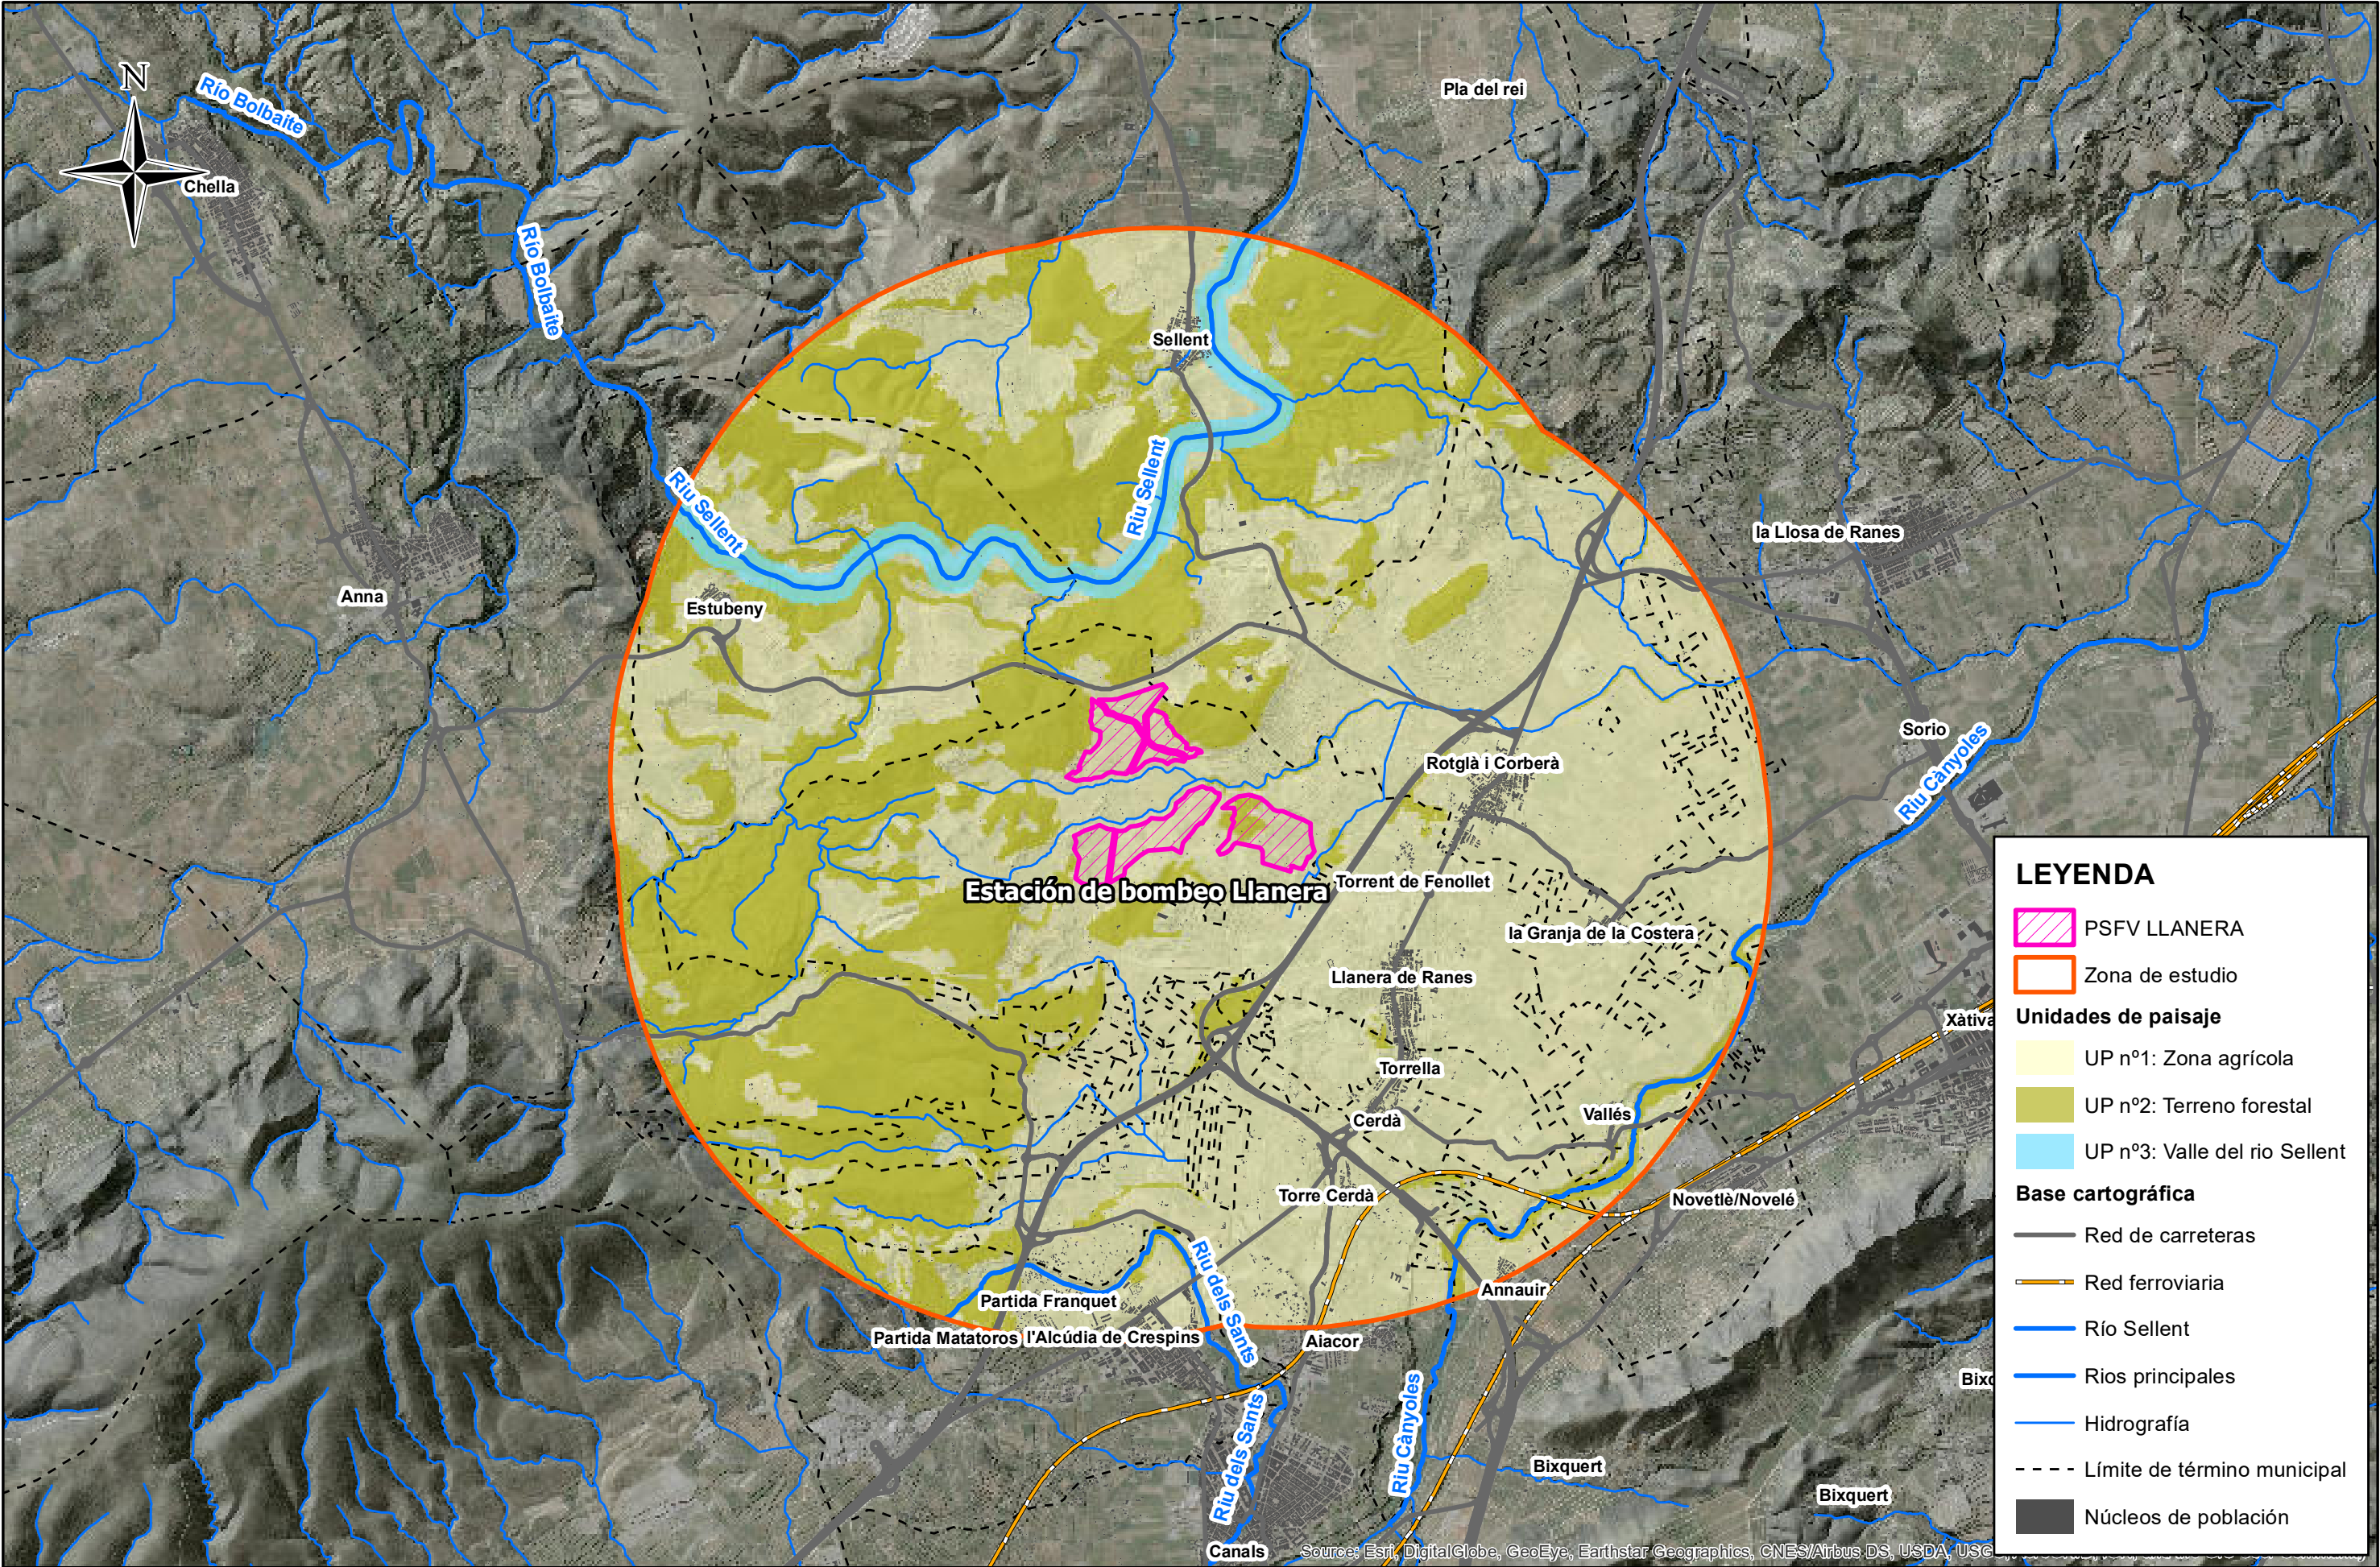 N
Río Bolbaite
Chella
Pla del rei
Río Bolbaite
Sellent
Riu Sellent
Riu Sellent
la Llosa de Ranes
Anna
Estubeny
Sorio
Riu Cànyoles
Rotglà i Corberà
Estación de bombeo Llanera
Torrent de Fenollet
la Granja de la Costera
Llanera de Ranes
Xàtiva
Torrella
Cerdà
Vallés
Torre Cerdà
Novetlè/Novelé
Riu dels Sants
Annauir
Partida Franquet
Partida Matatoros
l'Alcúdia de Crespins
Aiacor
Riu dels Sants
Riu Cànyoles
Bixquert
Bixquert
Canals
LEYENDA
PSFV LLANERA
Zona de estudio
Unidades de paisaje
UP nº1: Zona agrícola
UP nº2: Terreno forestal
UP nº3: Valle del rio Sellent
Base cartográfica
Red de carreteras
Red ferroviaria
Río Sellent
Rios principales
Hidrografía
Límite de término municipal
Núcleos de población
Source: Esri, DigitalGlobe, GeoEye, Earthstar Geographics, CNES/Airbus DS, USDA,